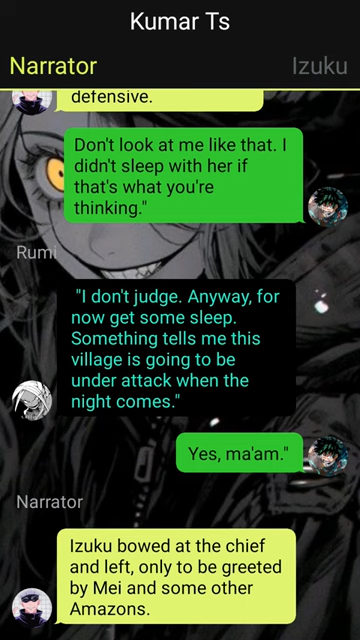 Kumar Ts
Narrator
Izuku
defensive.
Don't look at me like that. I
didn't sleep with her if
that's what you're
thinking."
Rumi
"I don't judge. Anyway, for
now get some sleep.
Something tells me this
village is going to be
under attack when the
night comes."
Yes, ma'am."
Narrator
Izuku bowed at the chief
and left, only to be greeted
by Mei and some other
Amazons.